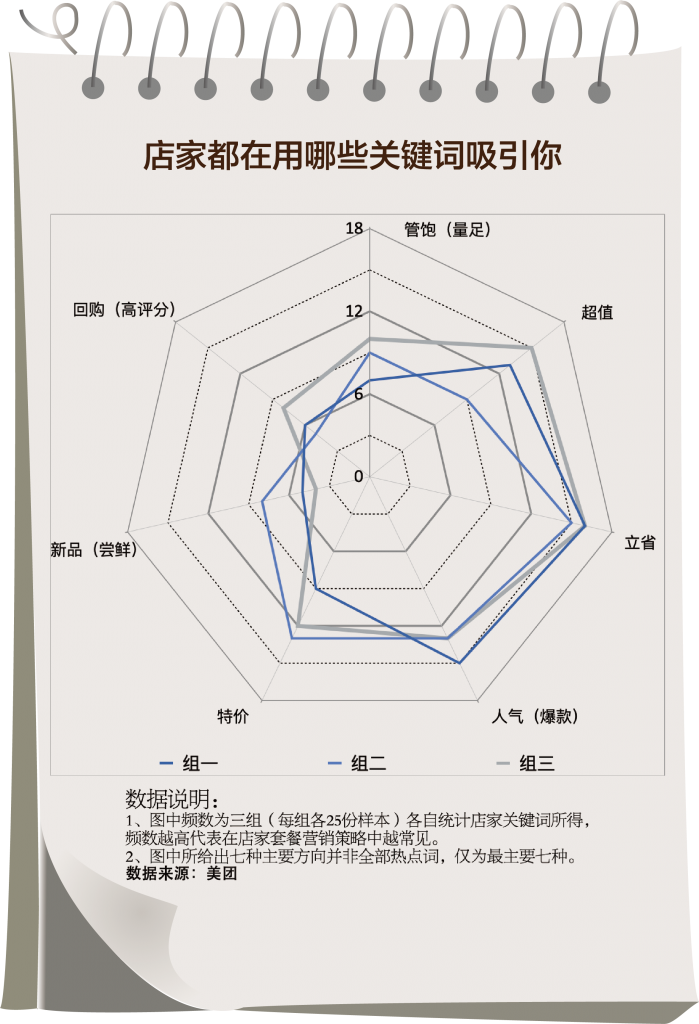 店家都在用哪些关键词吸引你
18
管饱（量足）
回购（高评分）
12
超值
6
0
新品（尝鲜）
立省
特价
人气（爆款）
组一 组二 组三
数据说明:
1、图中频数为三组（每组各25份样本）各自统计店家关键词所得，
频数越高代表在店家套餐营销策略中越常见。
2、图中所给出七种主要方向并非全部热点词，仅为最主要七种。
数据来源：美团